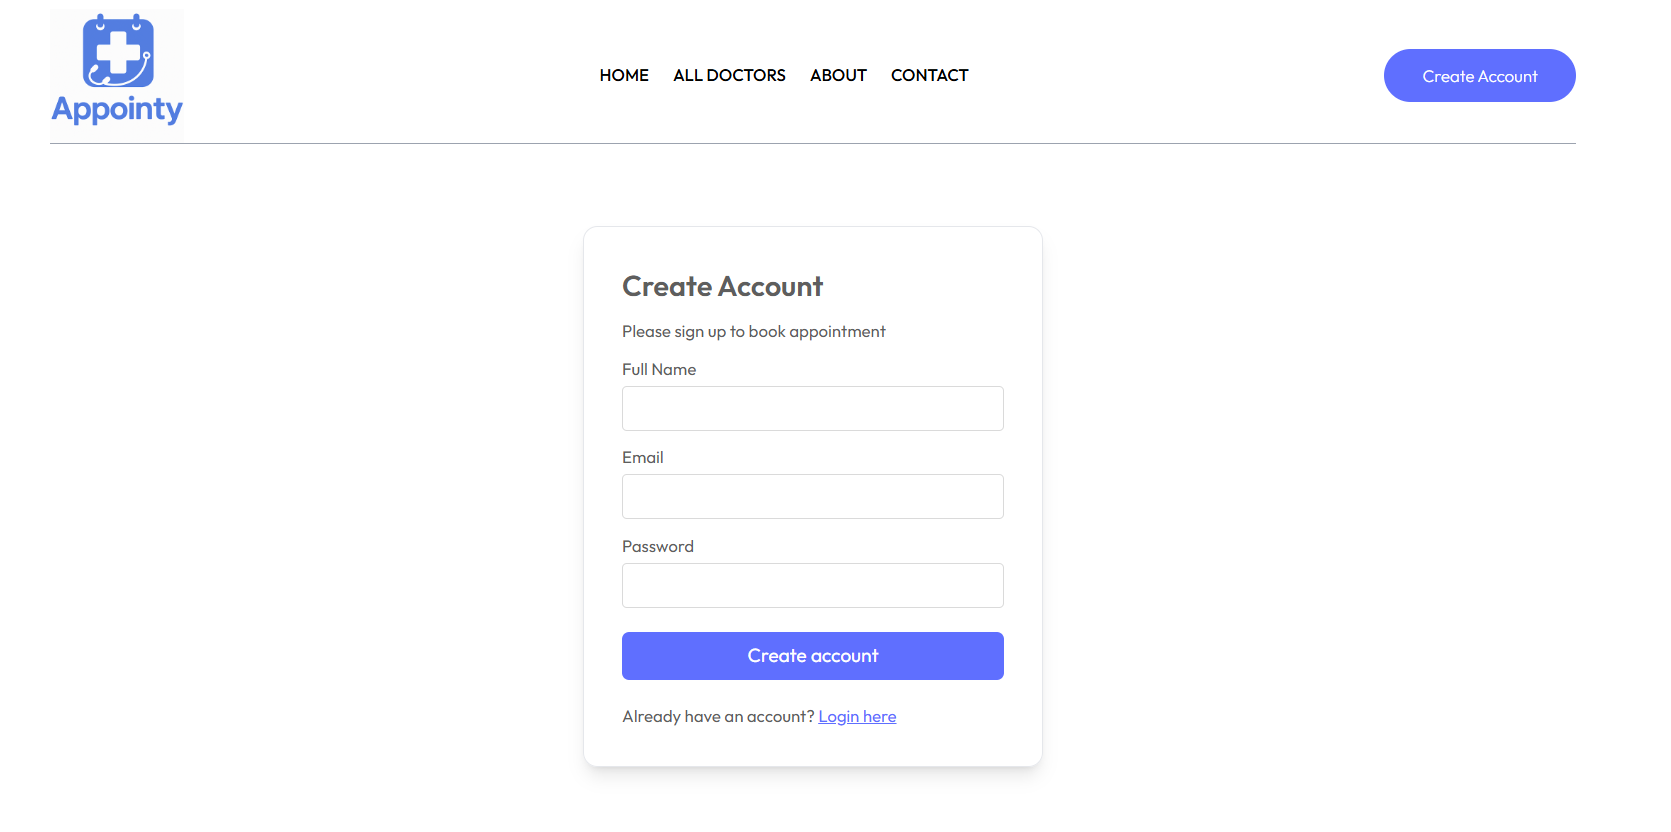 Appointy
HOME ALL DOCTORS ABOUT CONTACT
Create Account
Create Account
Please sign up to book appointment
Full Name
Email
Password
Create account
Already have an account? Login here